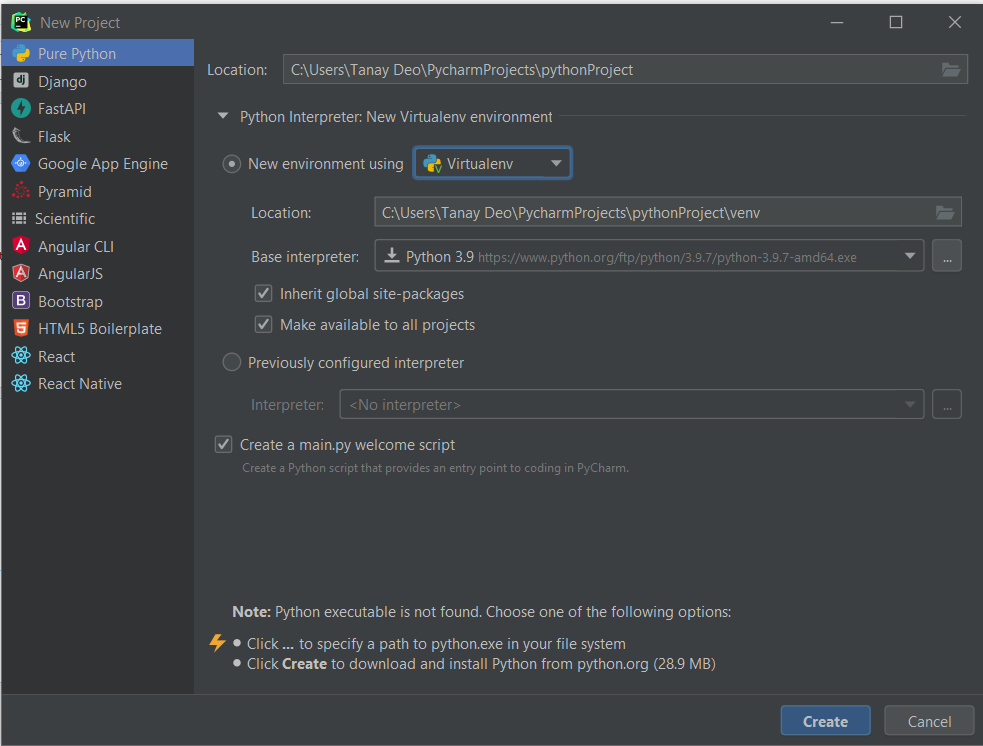 PC
New Project
Pure Python
dj Django
FastAPI
Flask
Google App Engine
Pyramid
Scientific
A Angular CLI
A AngularJS
B Bootstrap
5 HTML5 Boilerplate
React
React Native
Location: C:\Users\Tanay Deo\PycharmProjects\pythonProject
Python Interpreter: New Virtualenv environment
New environment using V Virtualenv
Location: C:\Users\Tanay Deo\PycharmProjects\pythonProject\venv
Base interpreter: Python 3.9 https://www.python.org/ftp/python/3.9.7/python-3.9.7-amd64.exe ...
Inherit global site-packages
Make available to all projects
Previously configured interpreter
Interpreter: <No interpreter> ...
Create a main.py welcome script
Create a Python script that provides an entry point to coding in PyCharm.
Note: Python executable is not found. Choose one of the following options:
• Click ... to specify a path to python.exe in your file system
• Click Create to download and install Python from python.org (28.9 MB)
Create Cancel